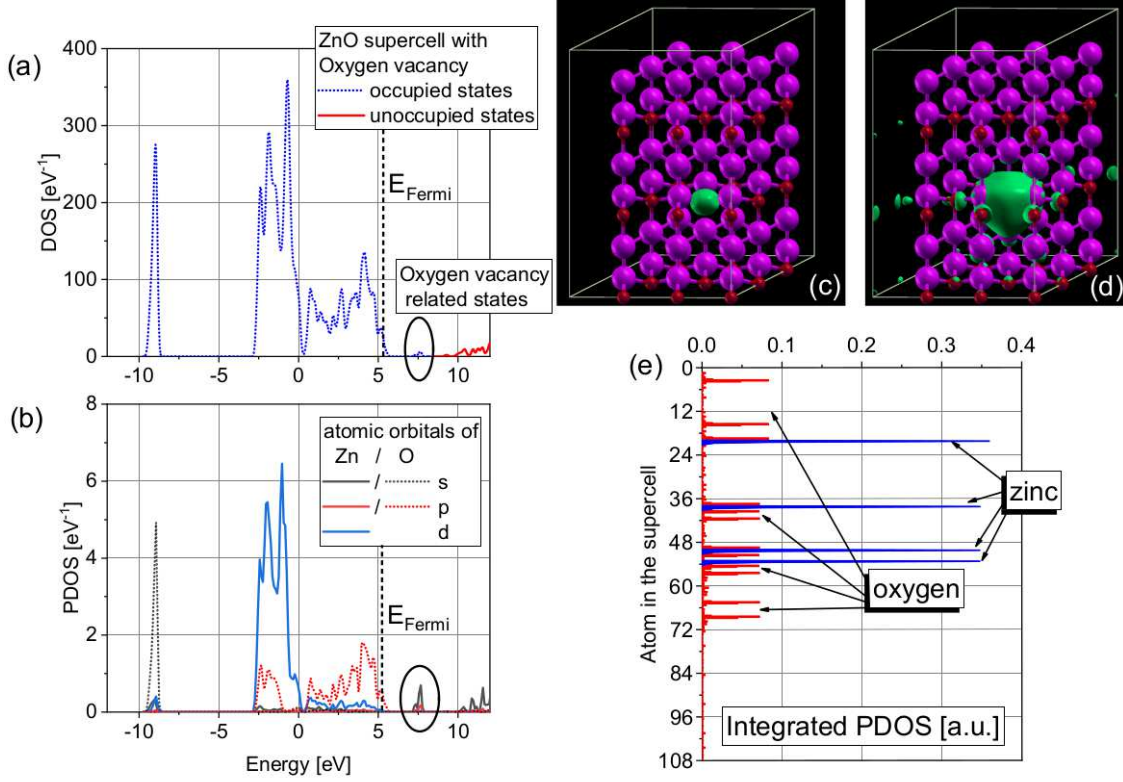 (a)
400
300
200
100
0
DOS [eV⁻¹]
ZnO supercell with
Oxygen vacancy
occupied states
unoccupied states
E_Fermi
Oxygen vacancy
related states
-10 -5 0 5 10
(b)
8
6
4
2
0
PDOS [eV⁻¹]
atomic orbitals of
Zn / O
/ s
/ p
d
E_Fermi
-10 -5 0 5 10
Energy [eV]
(c)
(d)
(e)
0.0 0.1 0.2 0.3 0.4
0
12
24
36
48
60
72
84
96
108
Atom in the supercell
zinc
oxygen
Integrated PDOS [a.u.]